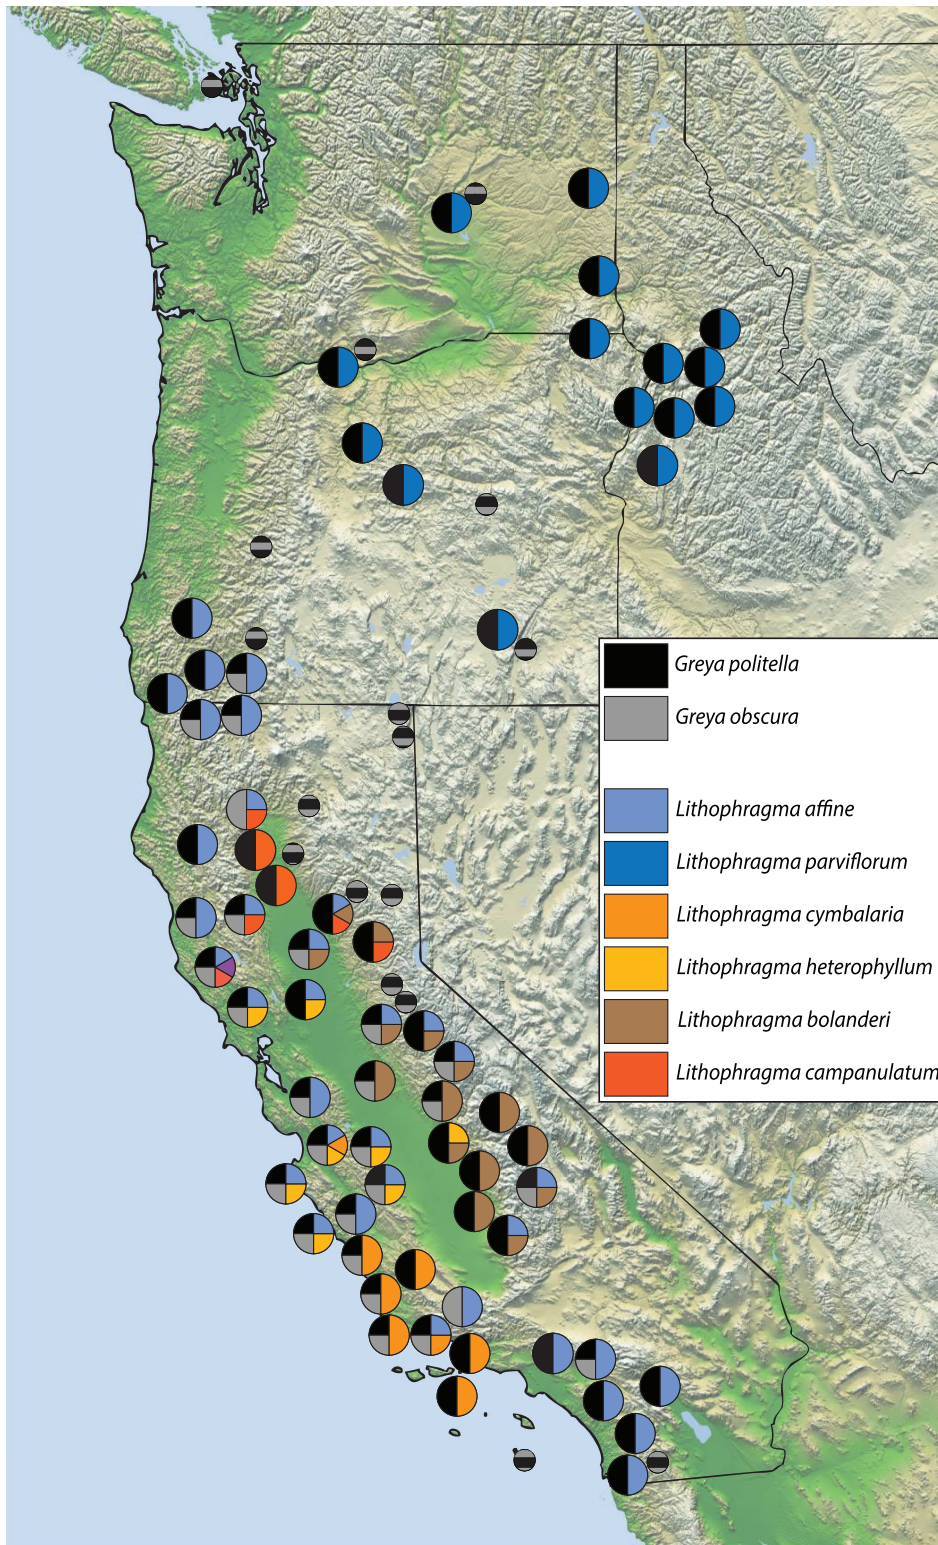 Greya politella
Greya obscura
Lithophragma affine
Lithophragma parviflorum
Lithophragma cymbalaria
Lithophragma heterophyllum
Lithophragma bolanderi
Lithophragma campanulatum